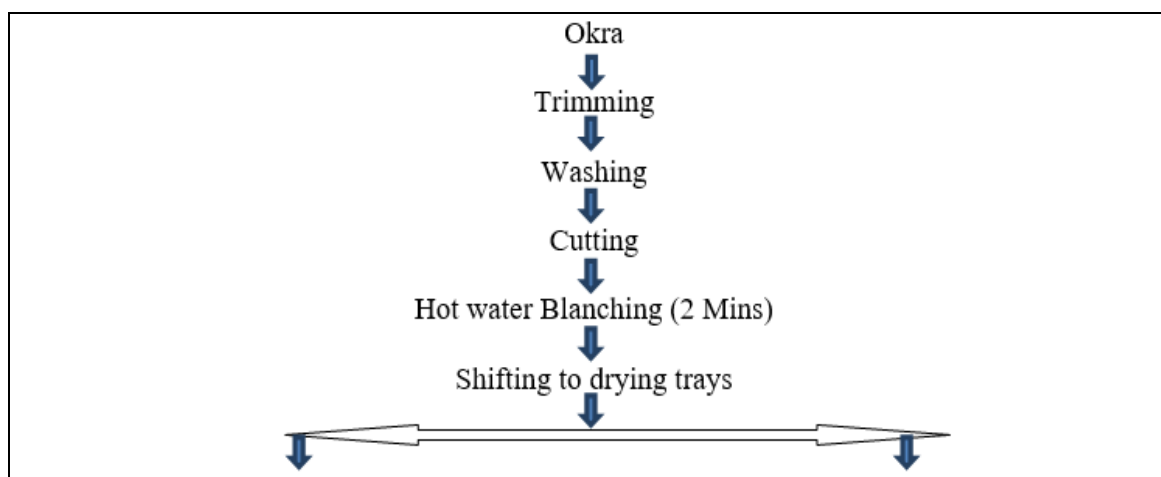 Okra
Trimming
Washing
Cutting
Hot water Blanching (2 Mins)
Shifting to drying trays